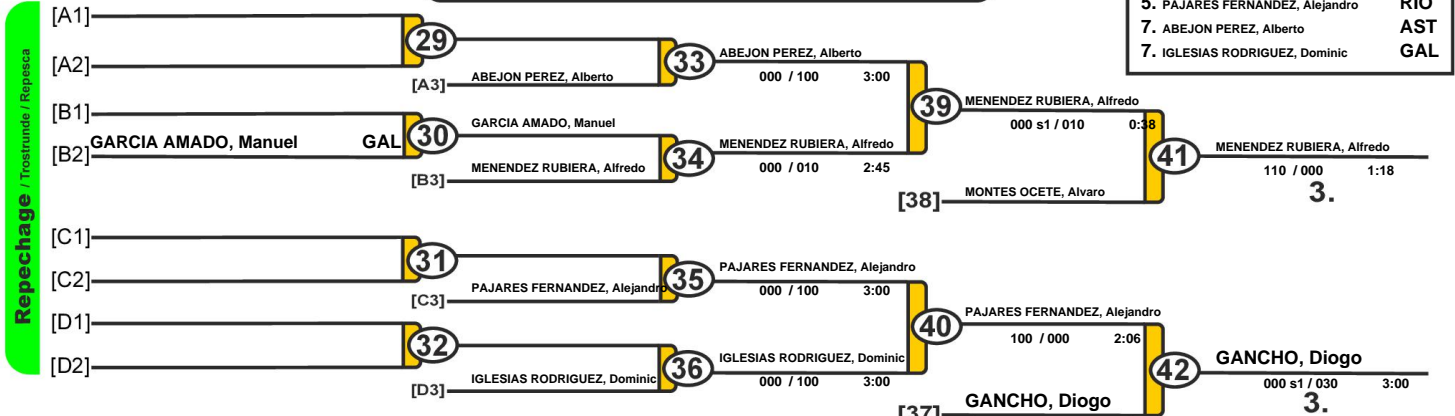 5. PAJARES FERNANDEZ, Alejandro RIO
7. ABEJON PEREZ, Alberto AST
7. IGLESIAS RODRIGUEZ, Dominic GAL
Repechage / Trostrunde / Repesca
[A1]
29
[A2]
ABEJON PEREZ, Alberto
[A3]
33
ABEJON PEREZ, Alberto
000 / 100 3:00
[B1]
GARCIA AMADO, Manuel GAL
[B2]
30
GARCIA AMADO, Manuel
MENENDEZ RUBIERA, Alfredo
[B3]
34
MENENDEZ RUBIERA, Alfredo
000 / 010 2:45
39
MENENDEZ RUBIERA, Alfredo
000 s1 / 010 0:38
[38]
MONTES OCETE, Alvaro
41
MENENDEZ RUBIERA, Alfredo
110 / 000 1:18
3.
[C1]
31
[C2]
PAJARES FERNANDEZ, Alejandro
[C3]
35
PAJARES FERNANDEZ, Alejandro
000 / 100 3:00
[D1]
32
[D2]
IGLESIAS RODRIGUEZ, Dominic
[D3]
36
IGLESIAS RODRIGUEZ, Dominic
000 / 100 3:00
40
PAJARES FERNANDEZ, Alejandro
100 / 000 2:06
[37]
GANCHO, Diogo
42
GANCHO, Diogo
000 s1 / 030 3:00
3.